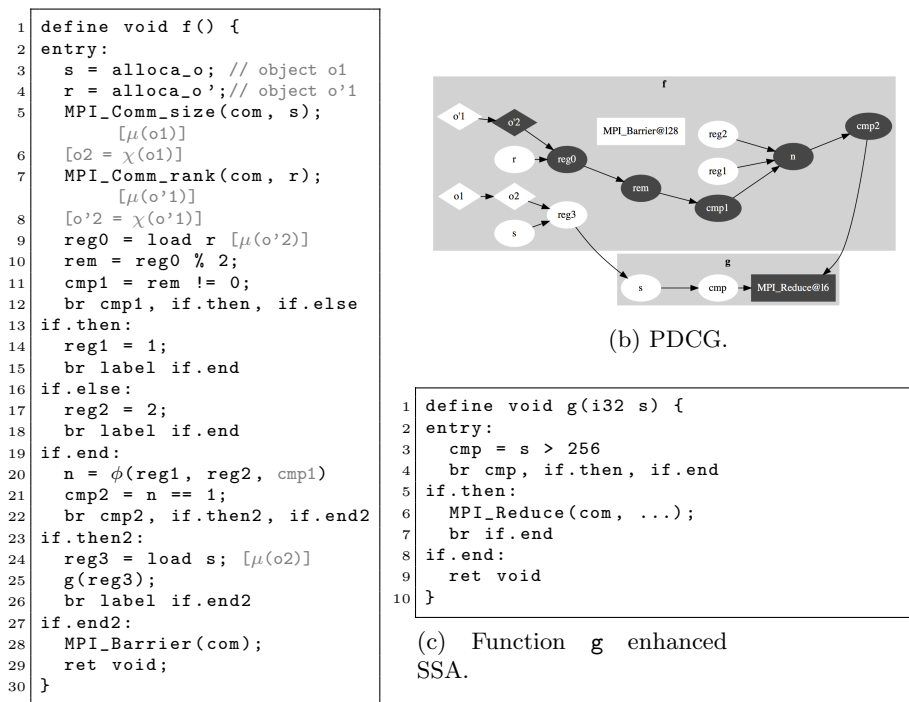 1 define void f() {
2 entry:
3 s = alloca_o; // object o1
4 r = alloca_o';// object o'1
5 MPI_Comm_size(com, s);
[μ(o1)]
6 [o2 = χ(o1)]
7 MPI_Comm_rank(com, r);
[μ(o'1)]
8 [o'2 = χ(o'1)]
9 reg0 = load r [μ(o'2)]
10 rem = reg0 % 2;
11 cmp1 = rem != 0;
12 br cmp1, if.then, if.else
13 if.then:
14 reg1 = 1;
15 br label if.end
16 if.else:
17 reg2 = 2;
18 br label if.end
19 if.end:
20 n = ϕ(reg1, reg2, cmp1)
21 cmp2 = n == 1;
22 br cmp2, if.then2, if.end2
23 if.then2:
24 reg3 = load s; [μ(o2)]
25 g(reg3);
26 br label if.end2
27 if.end2:
28 MPI_Barrier(com);
29 ret void;
30 }
f
o'1
o'2
MPI_Barrier@l28
reg2
cmp2
r
reg0
reg1
n
rem
cmp1
o1
o2
reg3
s
g
s
cmp
MPI_Reduce@l6
(b) PDCG.
1 define void g(i32 s) {
2 entry:
3 cmp = s > 256
4 br cmp, if.then, if.end
5 if.then:
6 MPI_Reduce(com, ...);
7 br if.end
8 if.end:
9 ret void
10 }
(c) Function g enhanced
SSA.